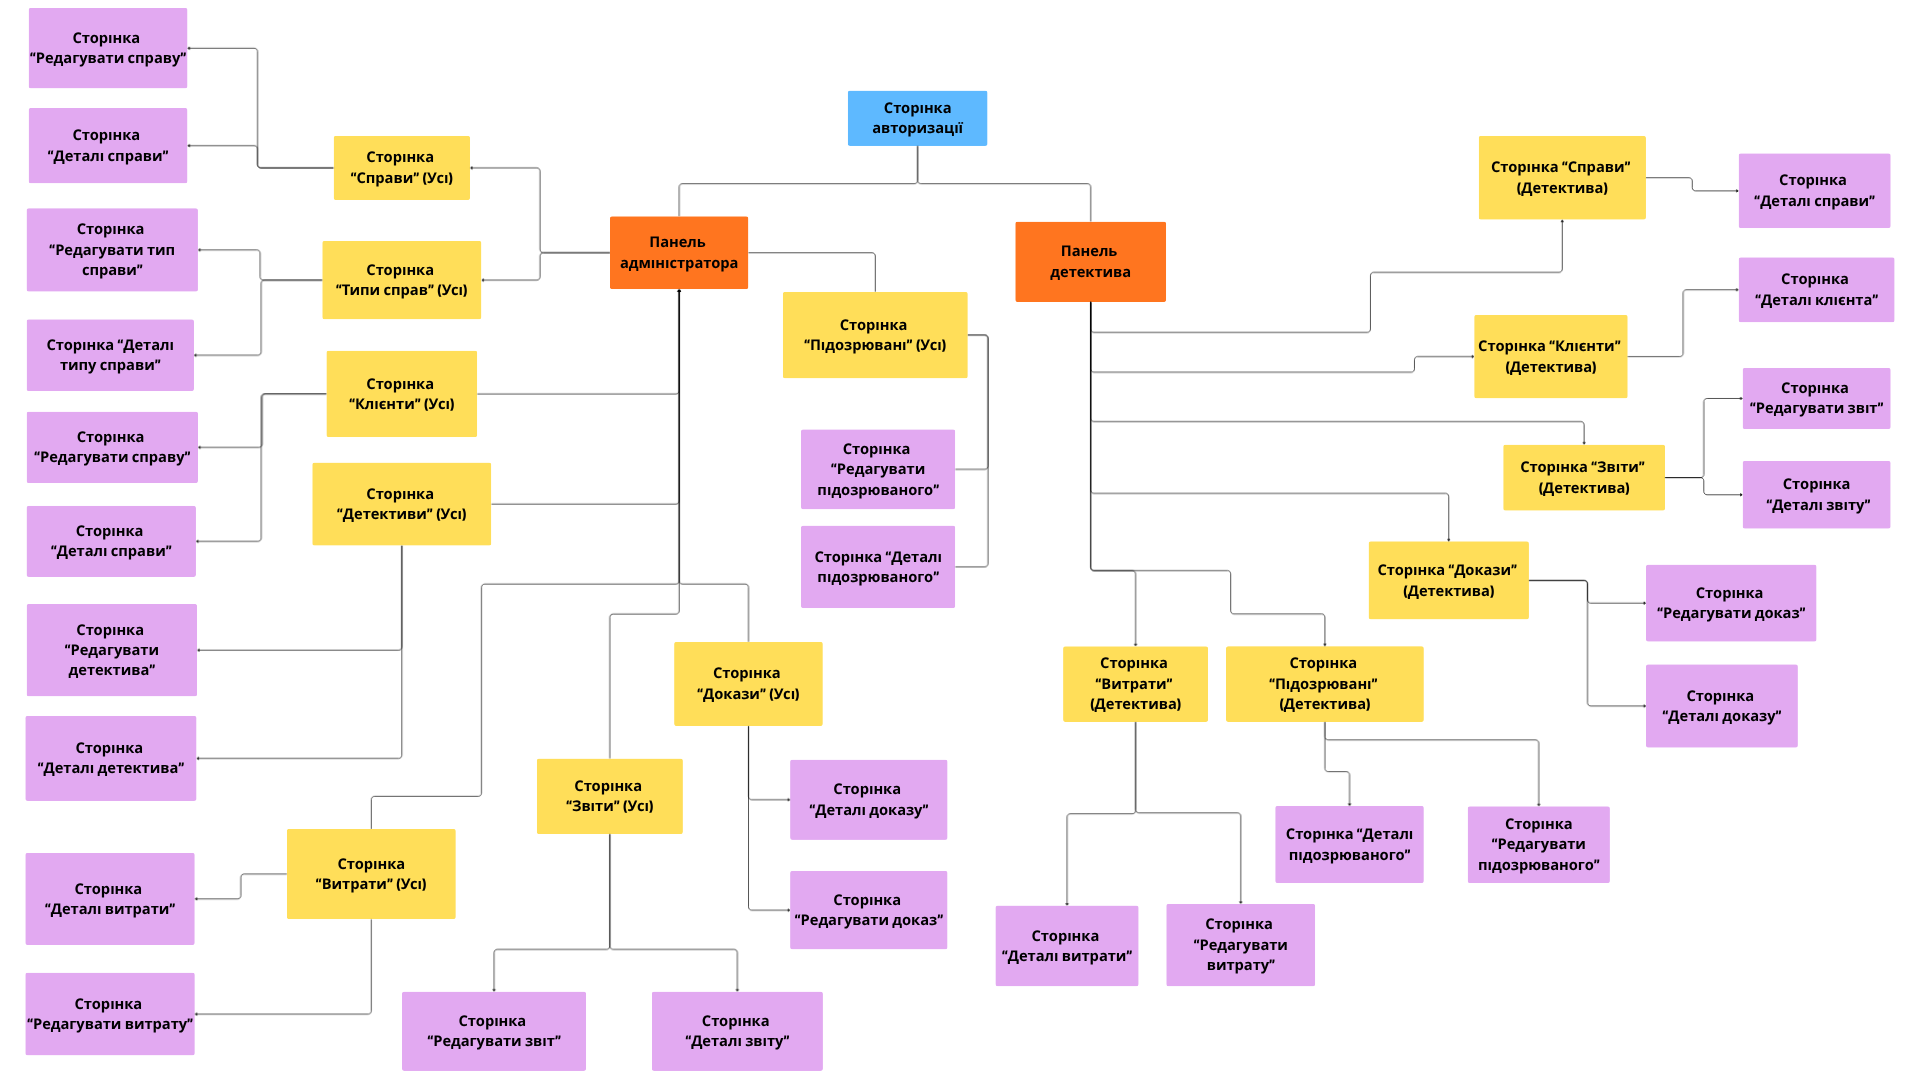 Сторінка
“Редагувати справу”
Сторінка
“Деталі справи”
Сторінка
“Редагувати тип
справи”
Сторінка “Деталі
типу справи”
Сторінка
“Редагувати справу”
Сторінка
“Деталі справи”
Сторінка
“Редагувати
детектива”
Сторінка
“Деталі детектива”
Сторінка
“Деталі витрати”
Сторінка
“Редагувати витрату”
Сторінка
“Справи” (Усі)
Сторінка
“Типи справ” (Усі)
Сторінка
“Клієнти” (Усі)
Сторінка
“Детективи” (Усі)
Сторінка
“Витрати” (Усі)
Сторінка
авторизації
Панель
адміністратора
Сторінка
“Підозрювані” (Усі)
Сторінка
“Редагувати
підозрюваного”
Сторінка “Деталі
підозрюваного”
Сторінка
“Докази” (Усі)
Сторінка
“Звіти” (Усі)
Сторінка
“Деталі доказу”
Сторінка
“Редагувати доказ”
Сторінка
“Редагувати звіт”
Сторінка
“Деталі звіту”
Панель
детектива
Сторінка “Справи”
(Детектива)
Сторінка
“Деталі справи”
Сторінка “Клієнти”
(Детектива)
Сторінка
“Деталі клієнта”
Сторінка “Звіти”
(Детектива)
Сторінка
“Редагувати звіт”
Сторінка
“Деталі звіту”
Сторінка “Докази”
(Детектива)
Сторінка
“Редагувати доказ”
Сторінка
“Деталі доказу”
Сторінка
“Витрати”
(Детектива)
Сторінка
“Підозрювані”
(Детектива)
Сторінка “Деталі
підозрюваного”
Сторінка
“Редагувати
підозрюваного”
Сторінка
“Деталі витрати”
Сторінка
“Редагувати
витрату”